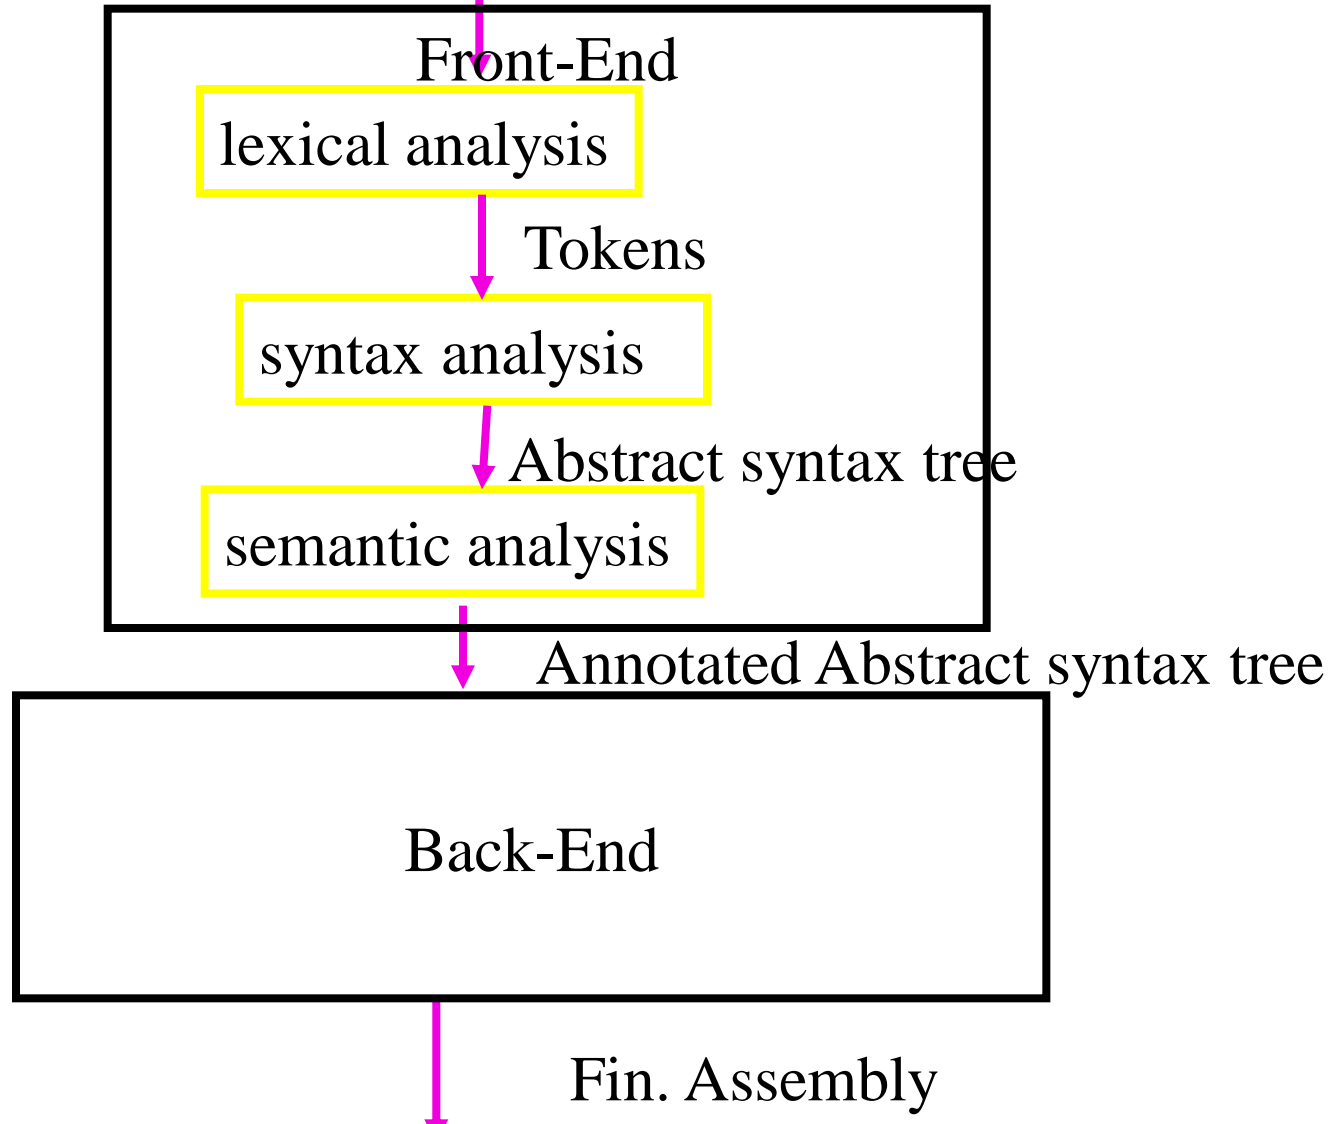 Front-End
lexical analysis
Tokens
syntax analysis
Abstract syntax tree
semantic analysis
Annotated Abstract syntax tree
Back-End
Fin. Assembly